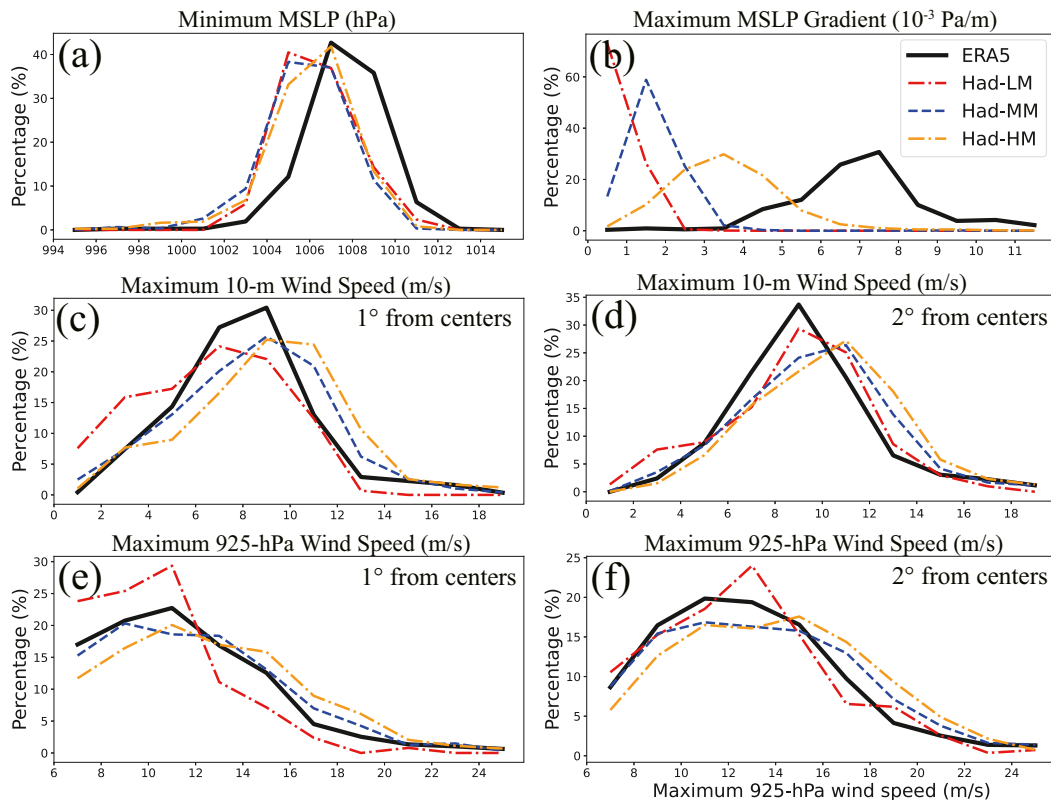 Minimum MSLP (hPa)
(a)
Percentage (%)
40
30
20
10
0
994 996 998 1000 1002 1004 1006 1008 1010 1012 1014
Maximum MSLP Gradient (10⁻³ Pa/m)
(b)
Percentage (%)
60
40
20
0
0 1 2 3 4 5 6 7 8 9 10 11
ERA5
Had-LM
Had-MM
Had-HM
Maximum 10-m Wind Speed (m/s)
(c)
1° from centers
Percentage (%)
30
25
20
15
10
5
0
0 2 4 6 8 10 12 14 16 18
Maximum 10-m Wind Speed (m/s)
(d)
2° from centers
Percentage (%)
35
30
25
20
15
10
5
0
0 2 4 6 8 10 12 14 16 18
Maximum 925-hPa Wind Speed (m/s)
(e)
1° from centers
Percentage (%)
30
25
20
15
10
5
0
6 8 10 12 14 16 18 20 22 24
Maximum 925-hPa Wind Speed (m/s)
(f)
2° from centers
Percentage (%)
25
20
15
10
5
0
6 8 10 12 14 16 18 20 22 24
Maximum 925-hPa wind speed (m/s)